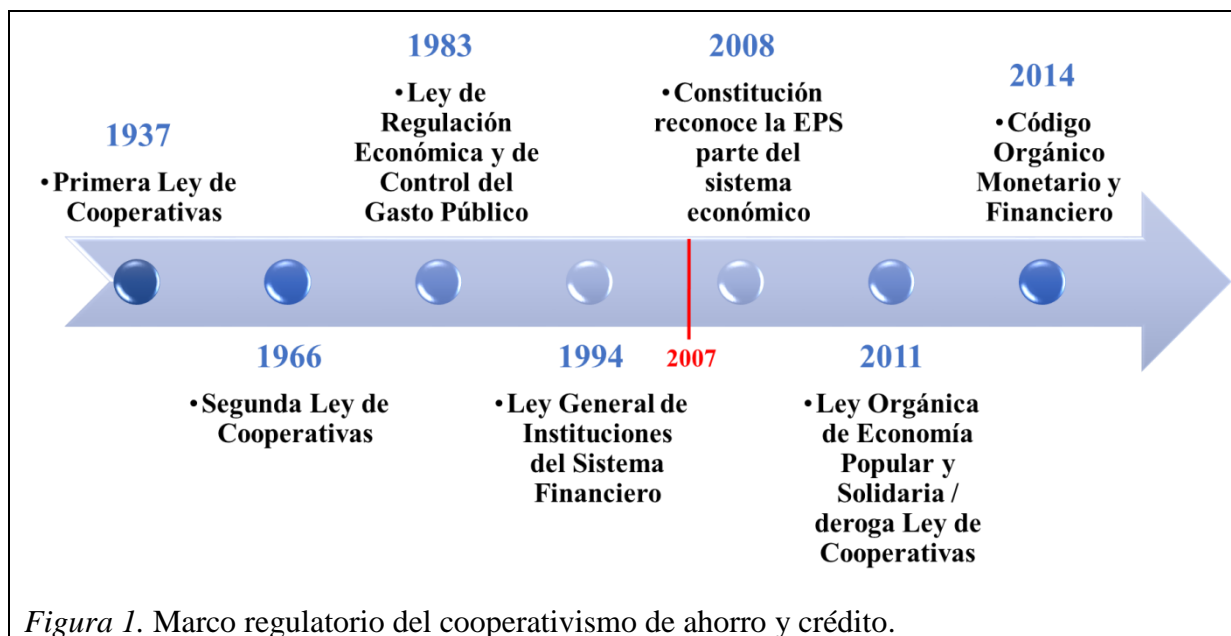 1937
•Primera Ley de
Cooperativas
1983
•Ley de
Regulación
Económica y de
Control del
Gasto Público
2008
•Constitución
reconoce la EPS
parte del
sistema
económico
2014
•Código
Orgánico
Monetario y
Financiero
1966
•Segunda Ley de
Cooperativas
1994
•Ley General de
Instituciones
del Sistema
Financiero
2007
2011
•Ley Orgánica
de Economía
Popular y
Solidaria /
deroga Ley de
Cooperativas
Figura 1. Marco regulatorio del cooperativismo de ahorro y crédito.